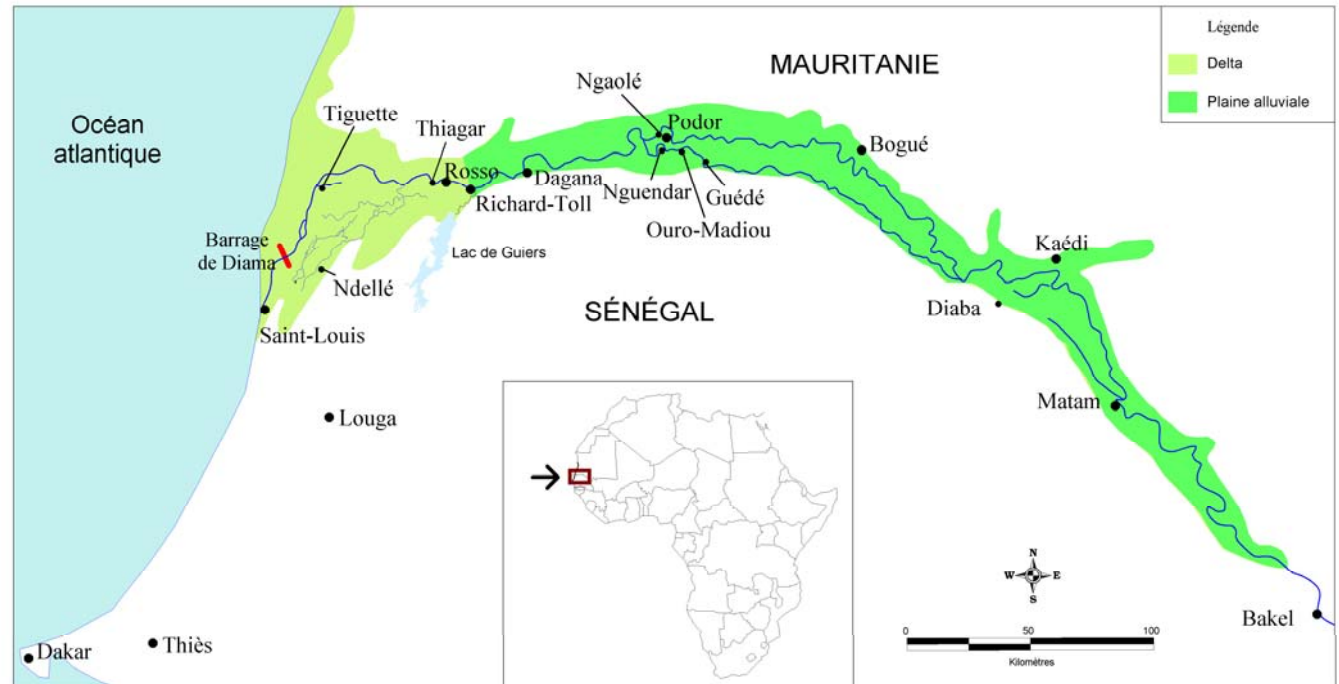 Légende
Delta
Plaine alluviale
MAURITANIE
SÉNÉGAL
Océan
atlantique
Tiguette
Thiagar
Rosso
Richard-Toll
Dagana
Ngaolé
Podor
Nguendar
Ouro-Madiou
Guédé
Bogué
Kaédi
Diaba
Matam
Bakel
Barrage
de Diama
Ndellé
Lac de Guiers
Saint-Louis
Louga
Thiès
Dakar
N
W
E
S
0
50
100
Kilomètres